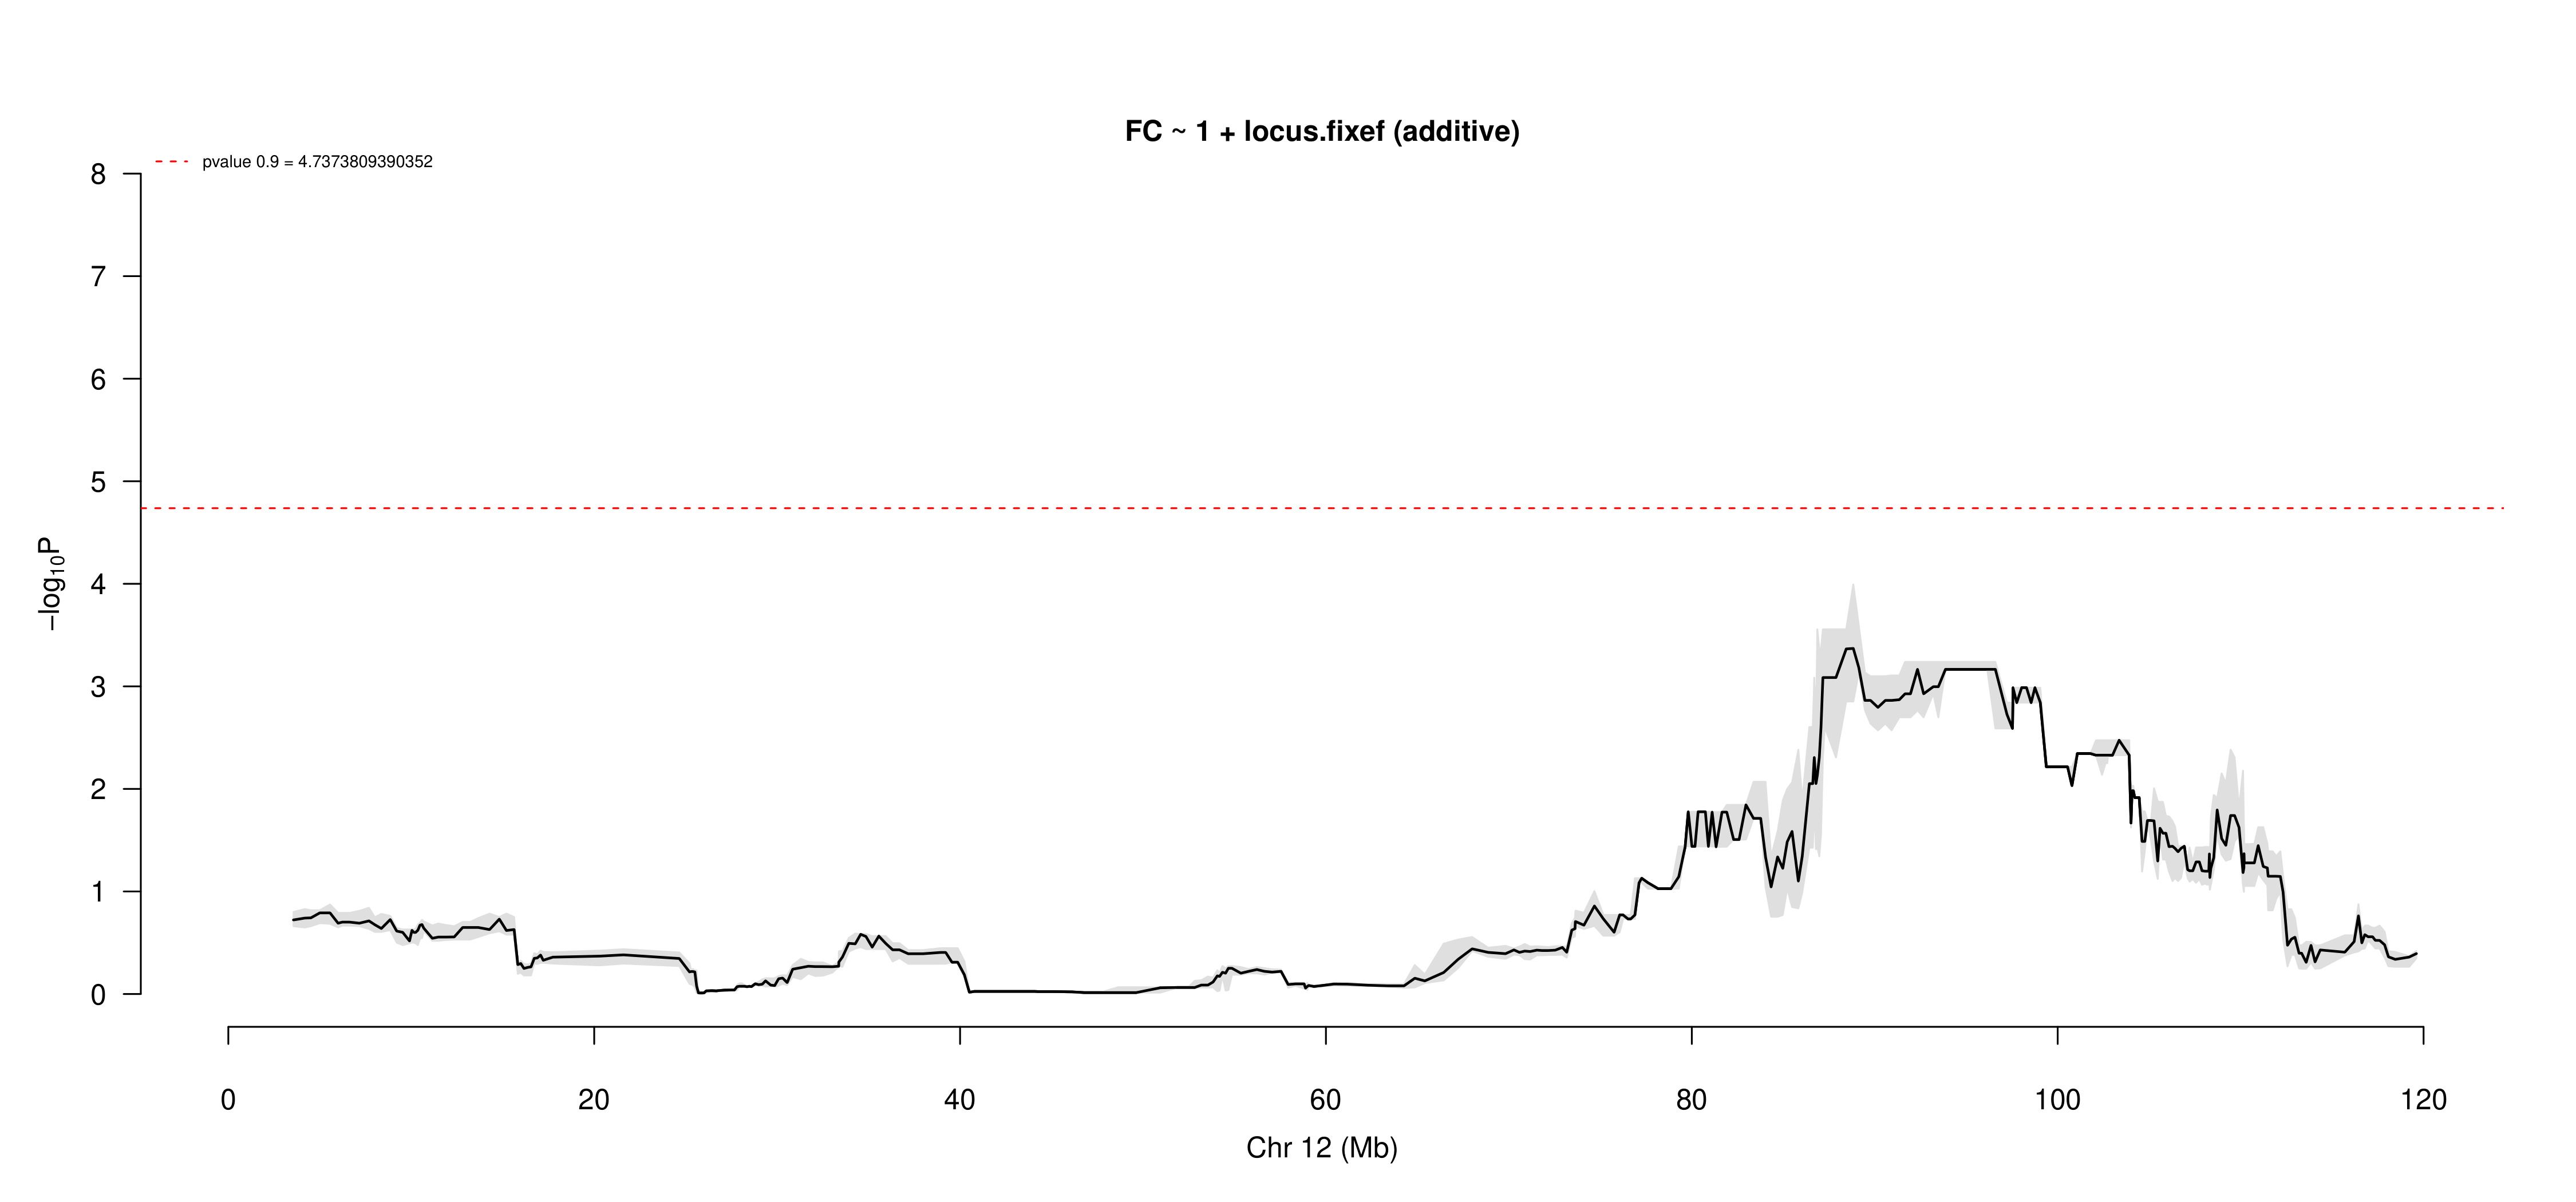 FC ~ 1 + locus.fixef (additive)
pvalue 0.9 = 4.7373809390352
8
7
6
5
4
3
2
1
0
−log10P
0 20 40 60 80 100 120
Chr 12 (Mb)